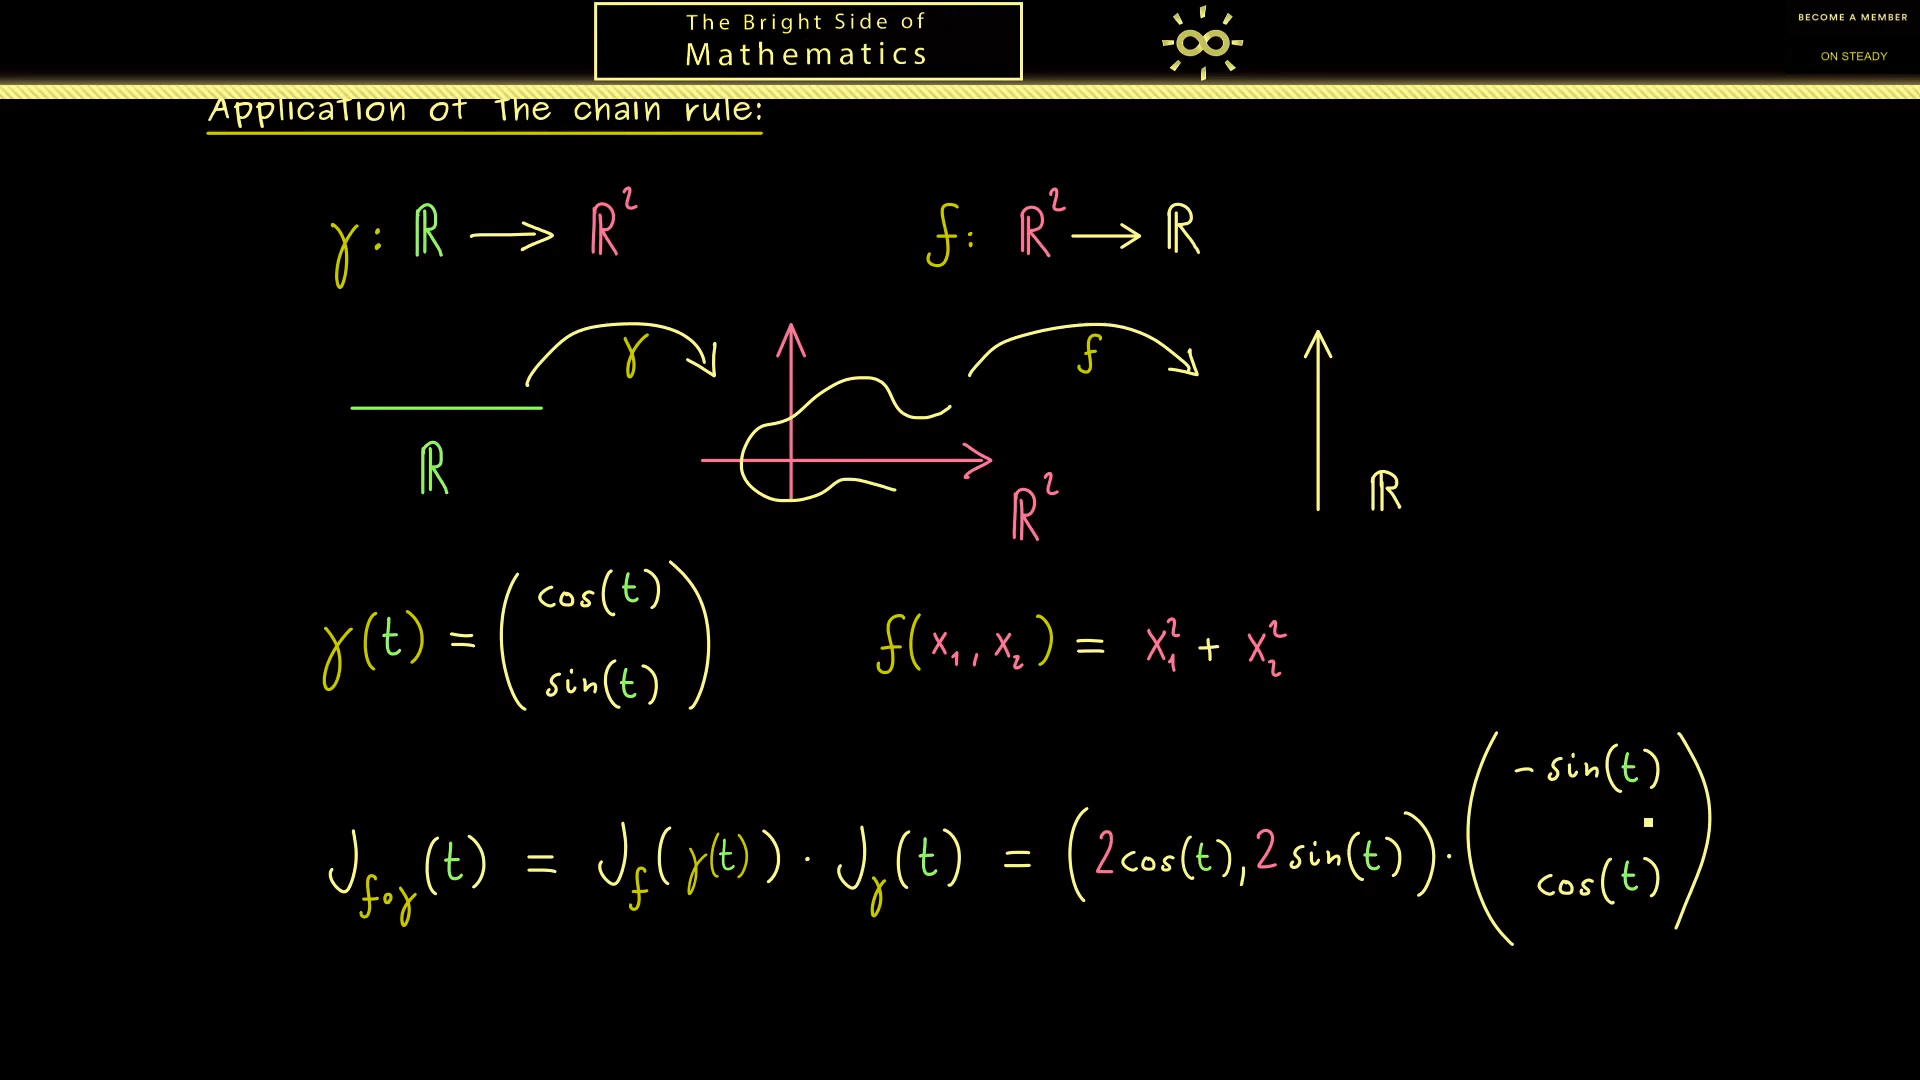 The Bright Side of
Mathematics
BECOME A MEMBER
ON STEADY
Application of the chain rule:
γ: ℝ ⟶ ℝ² f: ℝ² ⟶ ℝ
γ f
ℝ ℝ² ℝ
γ(t) = ( cos(t) sin(t) ) f(x₁, x₂) = x₁² + x₂²
J_{f∘γ}(t) = J_f(γ(t)) · J_γ(t) = (2cos(t), 2sin(t)) · ( -sin(t) cos(t) )